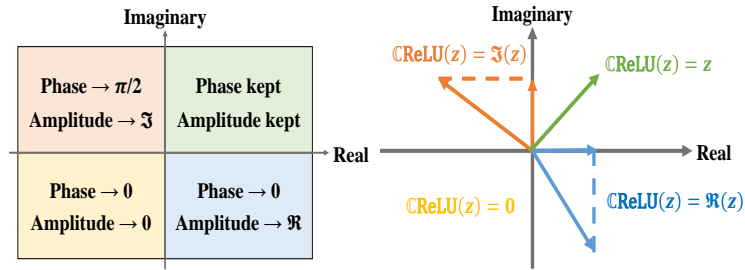 Imaginary
Phase → π/2
Amplitude → ℑ
Phase kept
Amplitude kept
Real
Phase → 0
Amplitude → 0
Phase → 0
Amplitude → ℜ
Imaginary
ℂReLU(z) = ℑ(z)
ℂReLU(z) = z
Real
ℂReLU(z) = 0
ℂReLU(z) = ℜ(z)